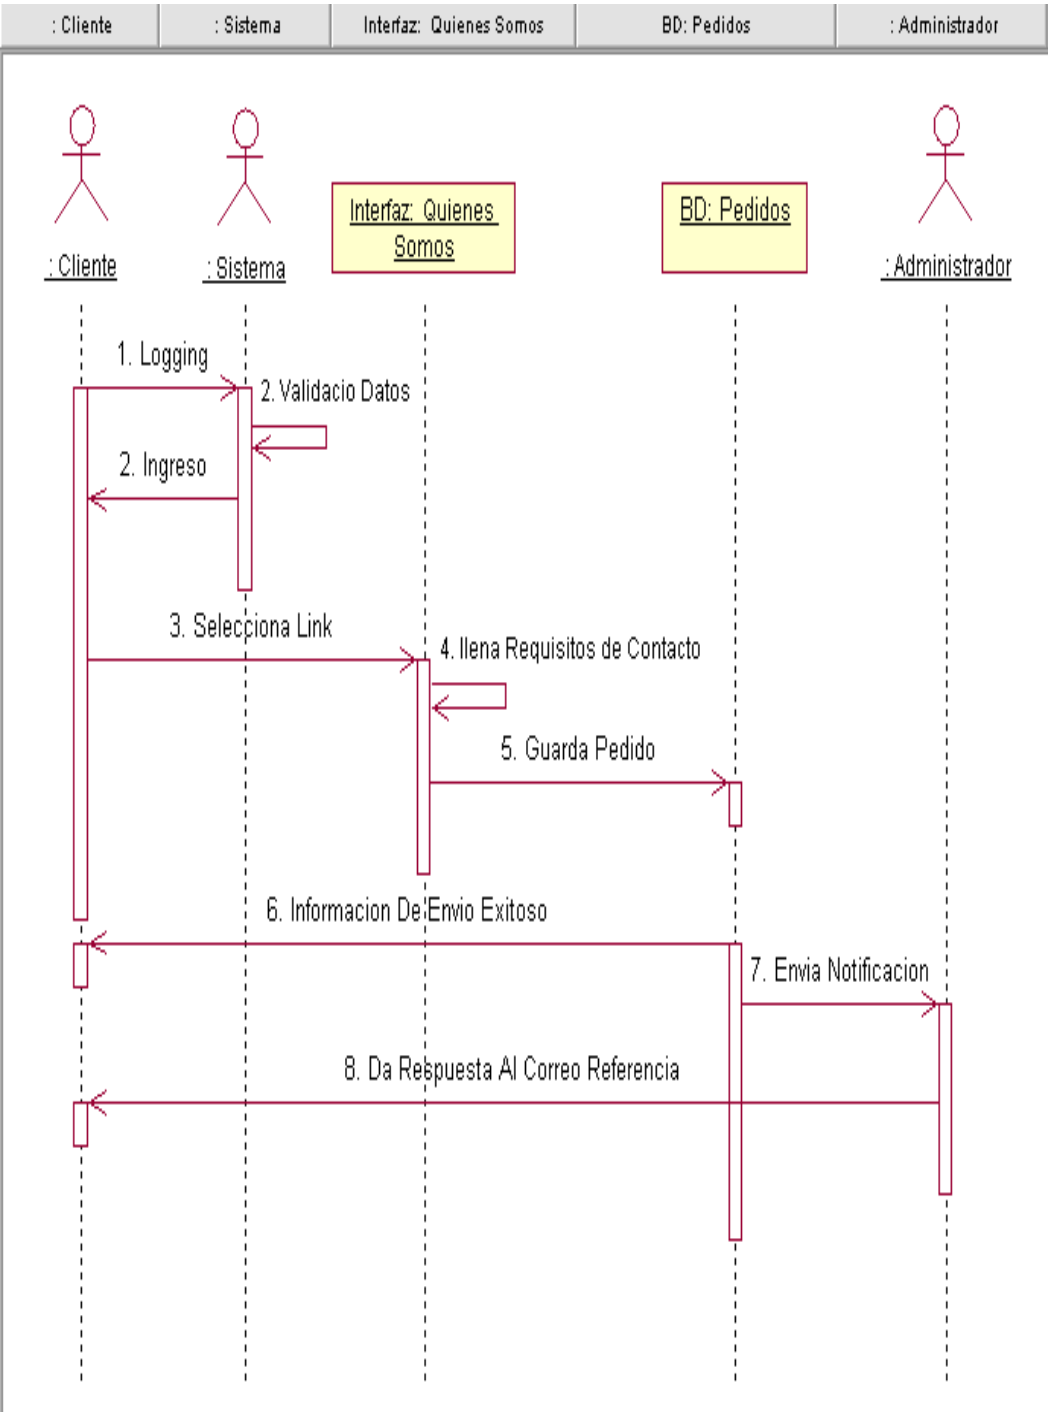 : Cliente
: Sistema
Interfaz: Quienes Somos
BD: Pedidos
: Administrador
Interfaz: Quienes
Somos
BD: Pedidos
: Cliente
: Sistema
: Administrador
1. Logging
2. Validacio Datos
2. Ingreso
3. Selecciona Link
4. llena Requisitos de Contacto
5. Guarda Pedido
6. Informacion De Envio Exitoso
7. Envia Notificacion
8. Da Respuesta Al Correo Referencia